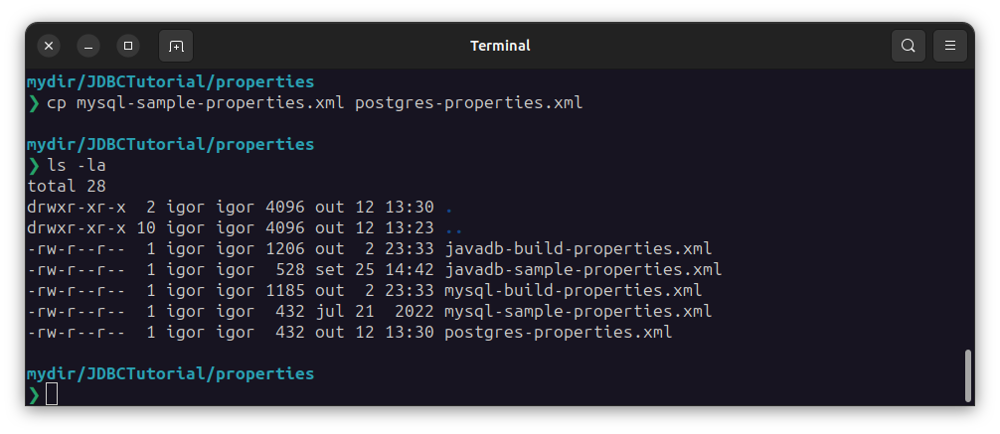 Terminal
mydir/JDBCTutorial/properties
❯ cp mysql-sample-properties.xml postgres-properties.xml
mydir/JDBCTutorial/properties
❯ ls -la
total 28
drwxr-xr-x  2 igor igor 4096 out 12 13:30 .
drwxr-xr-x 10 igor igor 4096 out 12 13:23 ..
-rw-r--r--  1 igor igor 1206 out  2 23:33 javadb-build-properties.xml
-rw-r--r--  1 igor igor  528 set 25 14:42 javadb-sample-properties.xml
-rw-r--r--  1 igor igor 1185 out  2 23:33 mysql-build-properties.xml
-rw-r--r--  1 igor igor  432 jul 21  2022 mysql-sample-properties.xml
-rw-r--r--  1 igor igor  432 out 12 13:30 postgres-properties.xml
mydir/JDBCTutorial/properties
❯